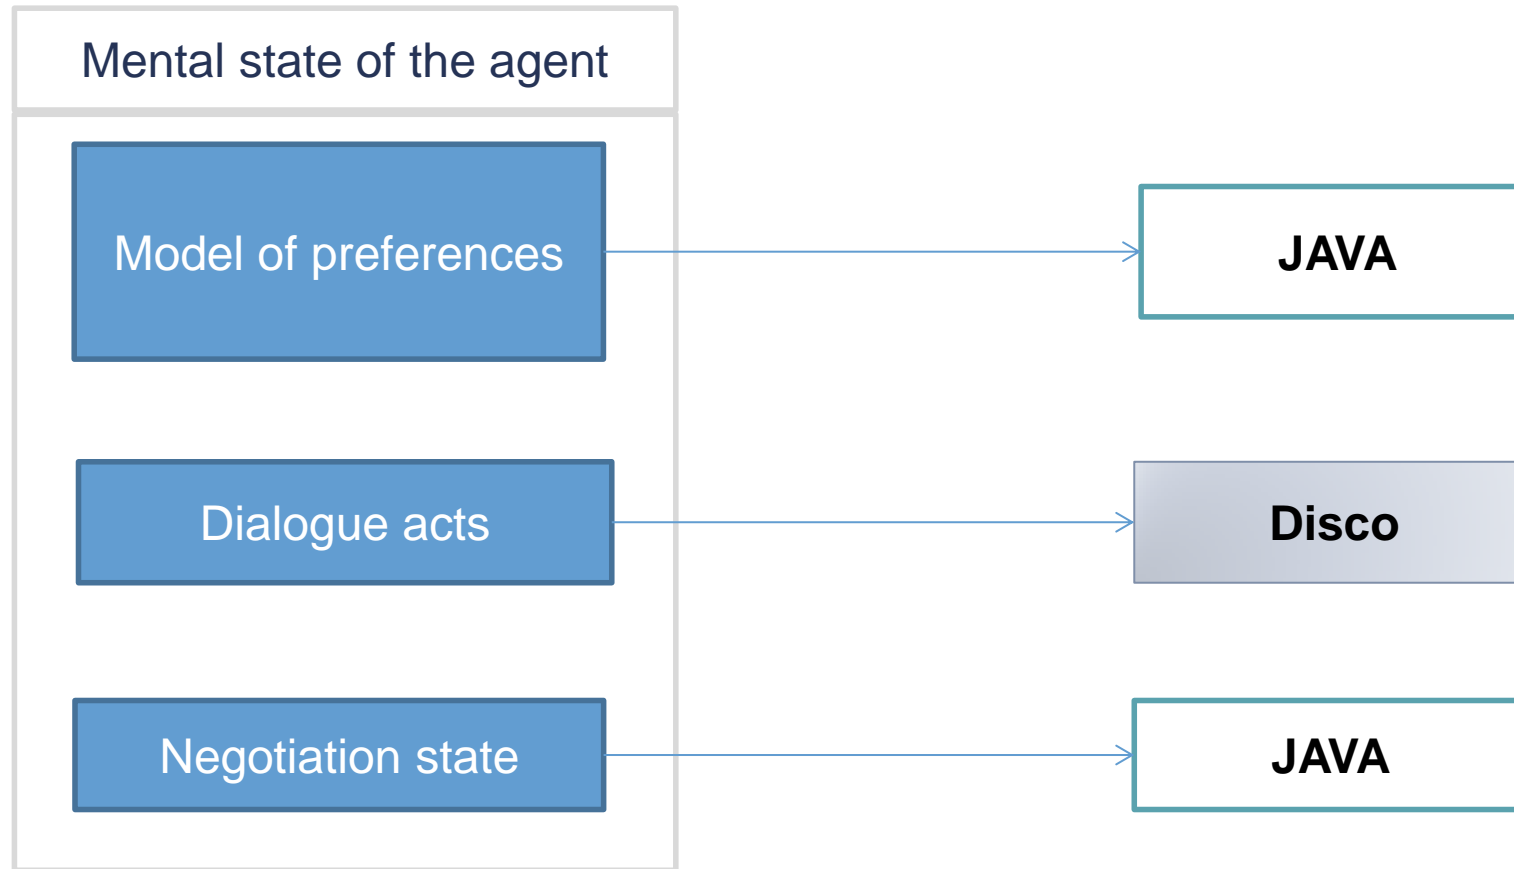 Mental state of the agent
Model of preferences
JAVA
Dialogue acts
Disco
Negotiation state
JAVA